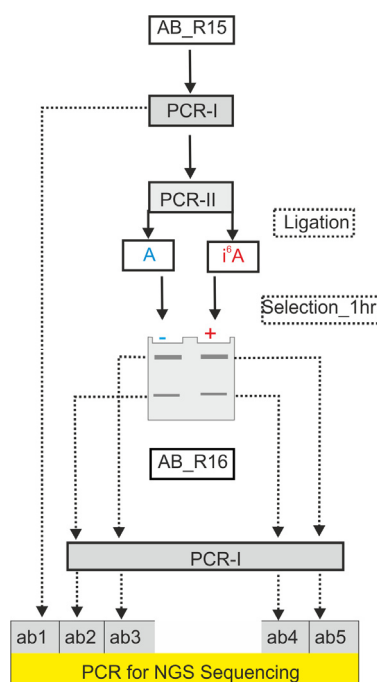 AB_R15
PCR-I
PCR-II
Ligation
A
i⁶A
Selection_1hr
- +
AB_R16
PCR-I
ab1 ab2 ab3 ab4 ab5
PCR for NGS Sequencing